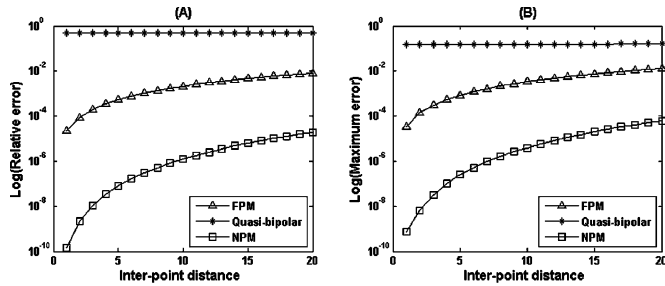 (A)
Log(Relative error)
10^0
10^-2
10^-4
10^-6
10^-8
10^-10
FPM
Quasi-bipolar
NPM
0 5 10 15 20
Inter-point distance
(B)
Log(Maximum error)
10^0
10^-2
10^-4
10^-6
10^-8
10^-10
FPM
Quasi-bipolar
NPM
0 5 10 15 20
Inter-point distance